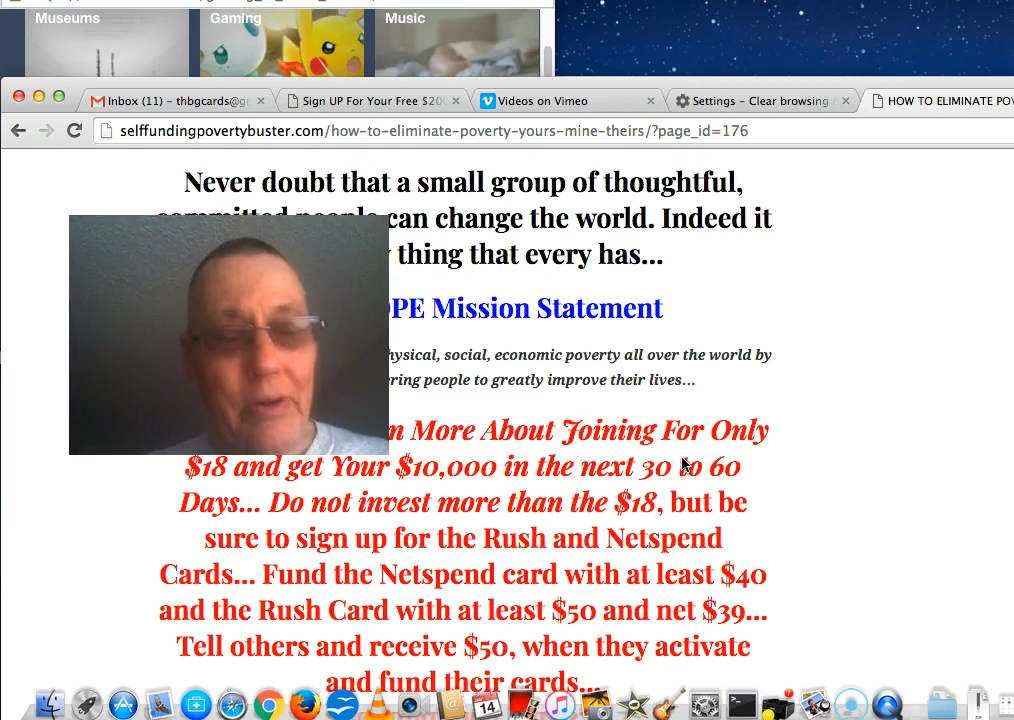 Museums
Gaming
Music
Inbox (11) – thbgcards@g
Sign UP For Your Free $20
Videos on Vimeo
Settings – Clear browsing
HOW TO ELIMINATE POV
selffundingpovertybuster.com/how-to-eliminate-poverty-yours-mine-theirs/?page_id=176
Never doubt that a small group of thoughtful,
committed people can change the world. Indeed it
thing that every has...
OPE Mission Statement
hysical, social, economic poverty all over the world by
ering people to greatly improve their lives...
n More About Joining For Only
$18 and get Your $10,000 in the next 30 to 60
Days... Do not invest more than the $18, but be
sure to sign up for the Rush and Netspend
Cards... Fund the Netspend card with at least $40
and the Rush Card with at least $50 and net $39...
Tell others and receive $50, when they activate
and fund their cards...
14